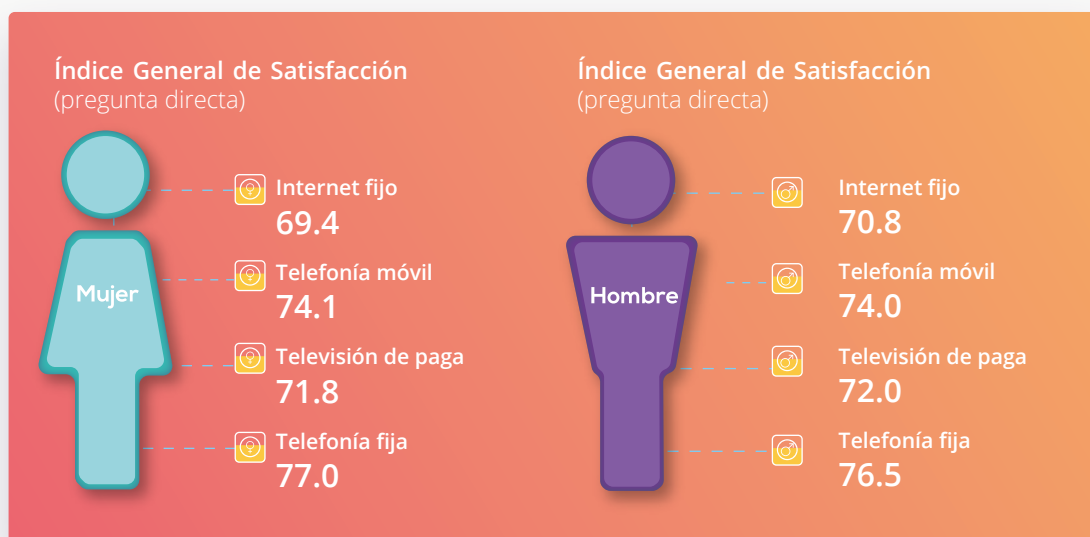 Índice General de Satisfacción
(pregunta directa)
Mujer
Internet fijo
69.4
Telefonía móvil
74.1
Televisión de paga
71.8
Telefonía fija
77.0
Índice General de Satisfacción
(pregunta directa)
Hombre
Internet fijo
70.8
Telefonía móvil
74.0
Televisión de paga
72.0
Telefonía fija
76.5